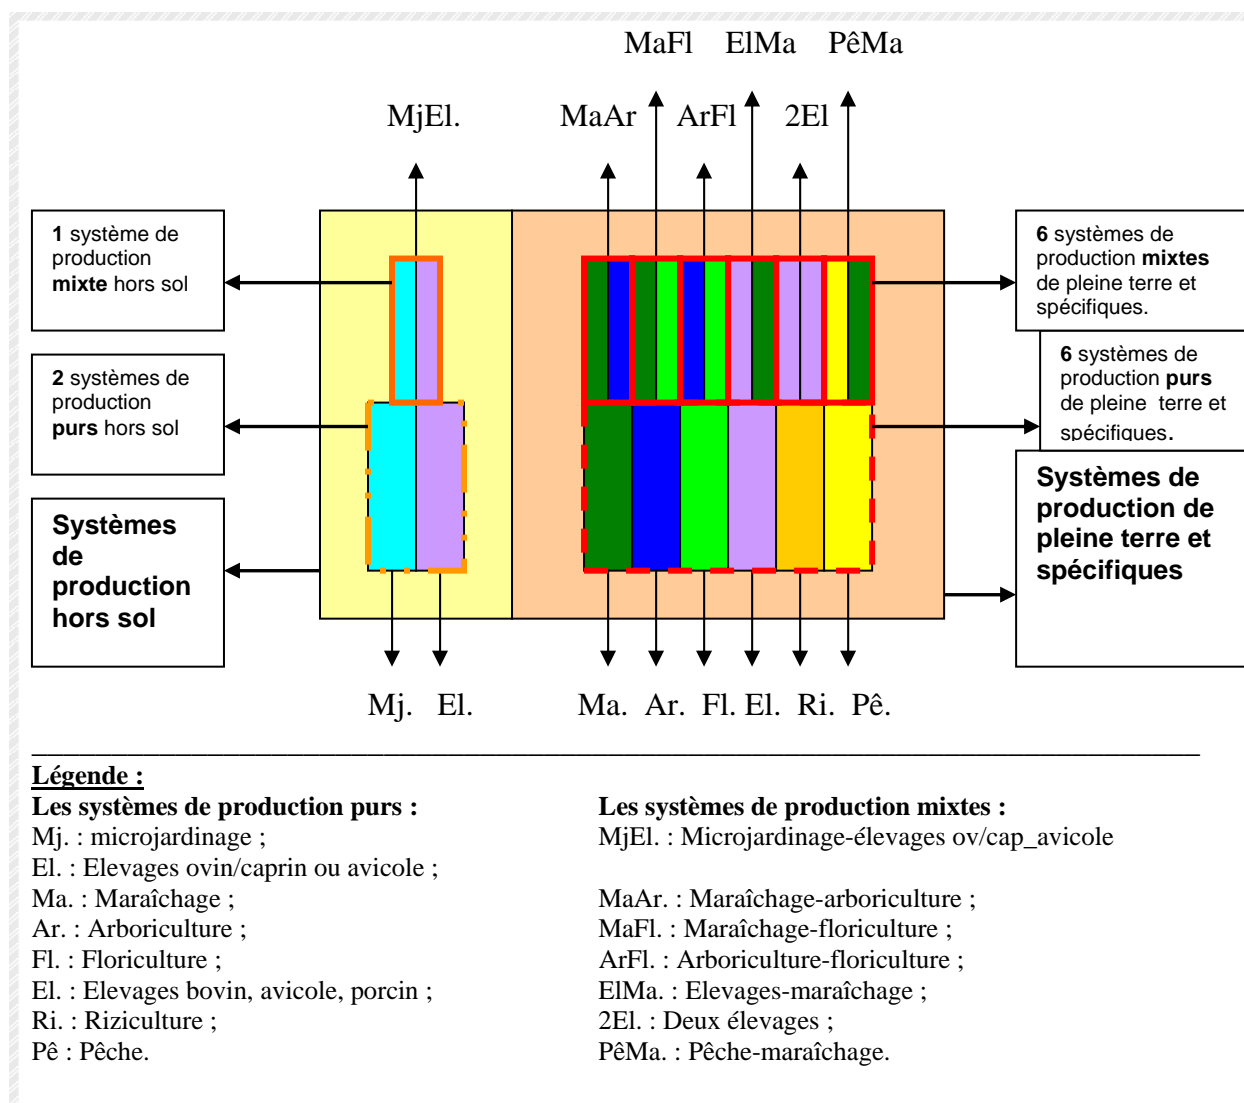 MaFl ElMa PêMa
MjEl. MaAr ArFl 2El
1 système de
production
mixte hors sol
2 systèmes de
production
purs hors sol
Systèmes
de
production
hors sol
6 systèmes de
production mixtes
de pleine terre et
spécifiques.
6 systèmes de
production purs
de pleine terre et
spécifiques.
Systèmes de
production de
pleine terre et
spécifiques
Mj. El. Ma. Ar. Fl. El. Ri. Pê.
Légende :
Les systèmes de production purs :
Mj. : microjardinage ;
El. : Elevages ovin/caprin ou avicole ;
Ma. : Maraîchage ;
Ar. : Arboriculture ;
Fl. : Floriculture ;
El. : Elevages bovin, avicole, porcin ;
Ri. : Riziculture ;
Pê : Pêche.
Les systèmes de production mixtes :
MjEl. : Microjardinage-élevages ov/cap_avicole
MaAr. : Maraîchage-arboriculture ;
MaFl. : Maraîchage-floriculture ;
ArFl. : Arboriculture-floriculture ;
ElMa. : Elevages-maraîchage ;
2El. : Deux élevages ;
PêMa. : Pêche-maraîchage.